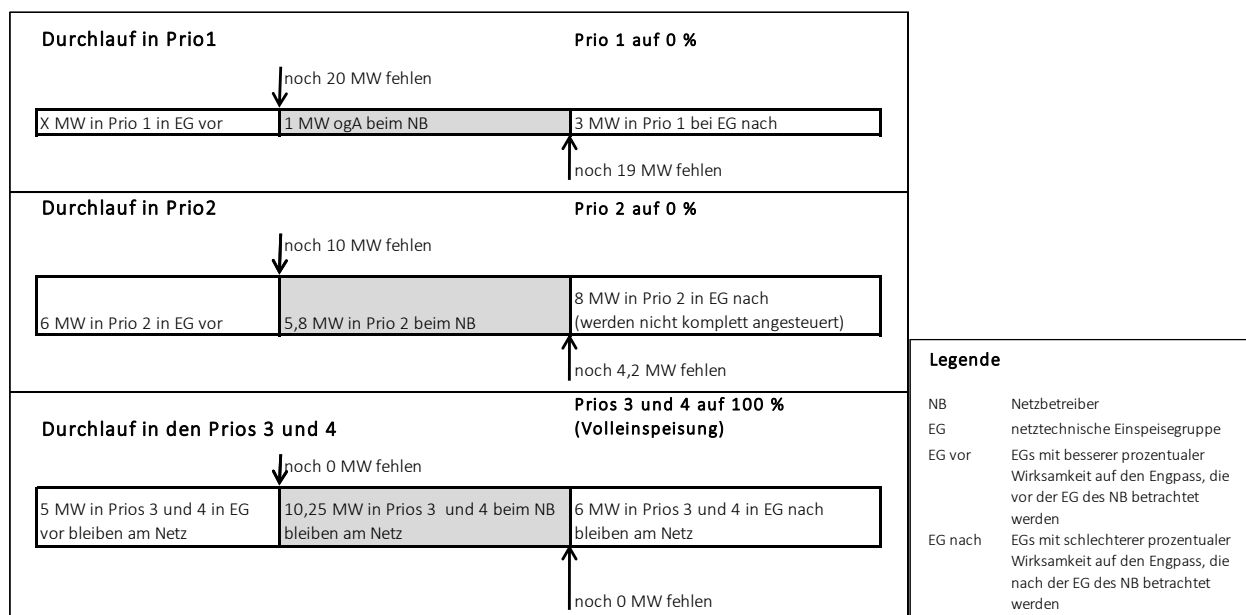 Durchlauf in Prio1
Prio 1 auf 0 %
noch 20 MW fehlen
X MW in Prio 1 in EG vor
1 MW ogA beim NB
3 MW in Prio 1 bei EG nach
noch 19 MW fehlen
Durchlauf in Prio2
Prio 2 auf 0 %
noch 10 MW fehlen
6 MW in Prio 2 in EG vor
5,8 MW in Prio 2 beim NB
8 MW in Prio 2 in EG nach
(werden nicht komplett angesteuert)
noch 4,2 MW fehlen
Durchlauf in den Prios 3 und 4
Prios 3 und 4 auf 100 %
(Volleinspeisung)
noch 0 MW fehlen
5 MW in Prios 3 und 4 in EG
vor bleiben am Netz
10,25 MW in Prios 3 und 4 beim NB
bleiben am Netz
6 MW in Prios 3 und 4 in EG nach
bleiben am Netz
noch 0 MW fehlen
Legende
NB Netzbetreiber
EG netztechnische Einspeisegruppe
EG vor EGs mit besserer prozentualer
Wirksamkeit auf den Engpass, die
vor der EG des NB betrachtet
werden
EG nach EGs mit schlechterer prozentualer
Wirksamkeit auf den Engpass, die
nach der EG des NB betrachtet
werden